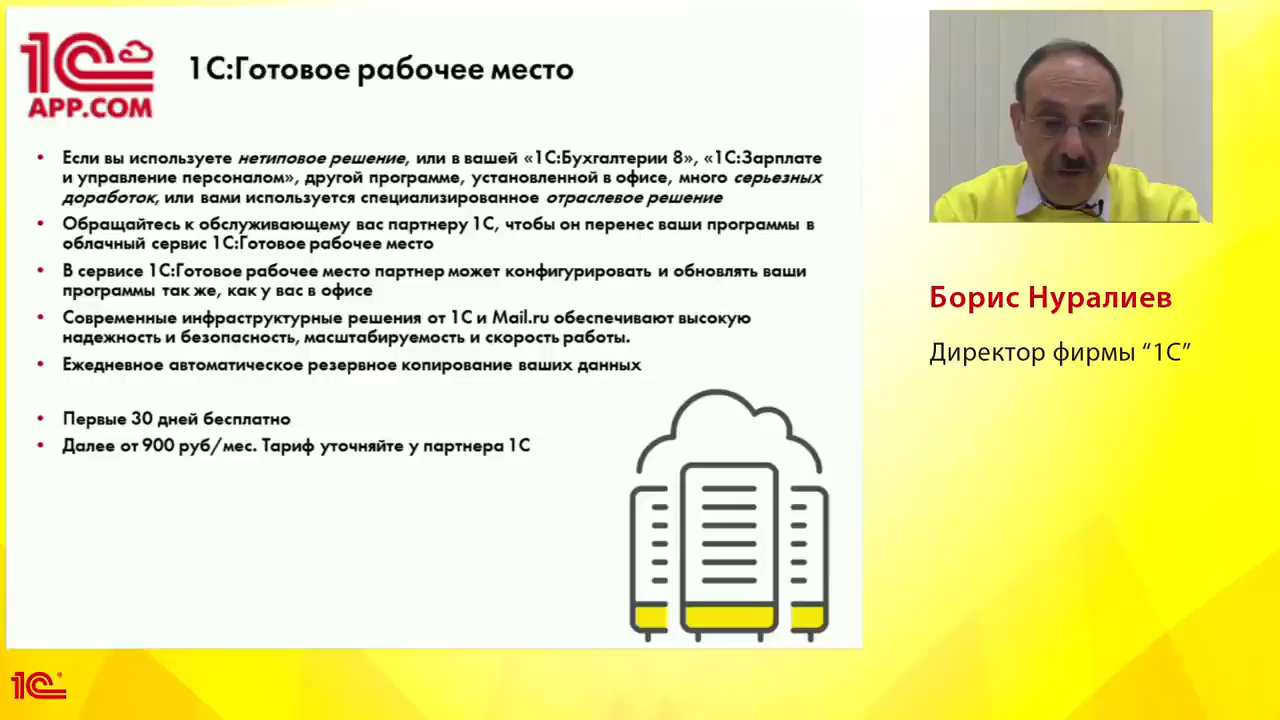 1С
APP.COM
1С:Готовое рабочее место
• Если вы используете нетиповое решение, или в вашей «1С:Бухгалтерии 8», «1С:Зарплате
и управление персоналом», другой программе, установленной в офисе, много серьезных
доработок, или вами используется специализированное отраслевое решение
• Обращайтесь к обслуживающему вас партнеру 1С, чтобы он перенес ваши программы в
облачный сервис 1С:Готовое рабочее место
• В сервисе 1С:Готовое рабочее место партнер может конфигурировать и обновлять ваши
программы так же, как у вас в офисе
• Современные инфраструктурные решения от 1С и Mail.ru обеспечивают высокую
надежность и безопасность, масштабируемость и скорость работы.
• Ежедневное автоматическое резервное копирование ваших данных
• Первые 30 дней бесплатно
• Далее от 900 руб/мес. Тариф уточняйте у партнера 1С
Борис Нуралиев
Директор фирмы “1С”
1С®